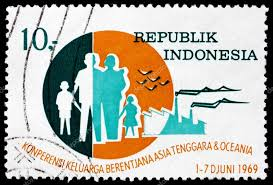 10.-
REPUBLIK
INDONESIA
KONPERENSI KELUARGA BERENTJANA ASIA TENGGARA & OCEANIA
1-7 DJUNI 1969